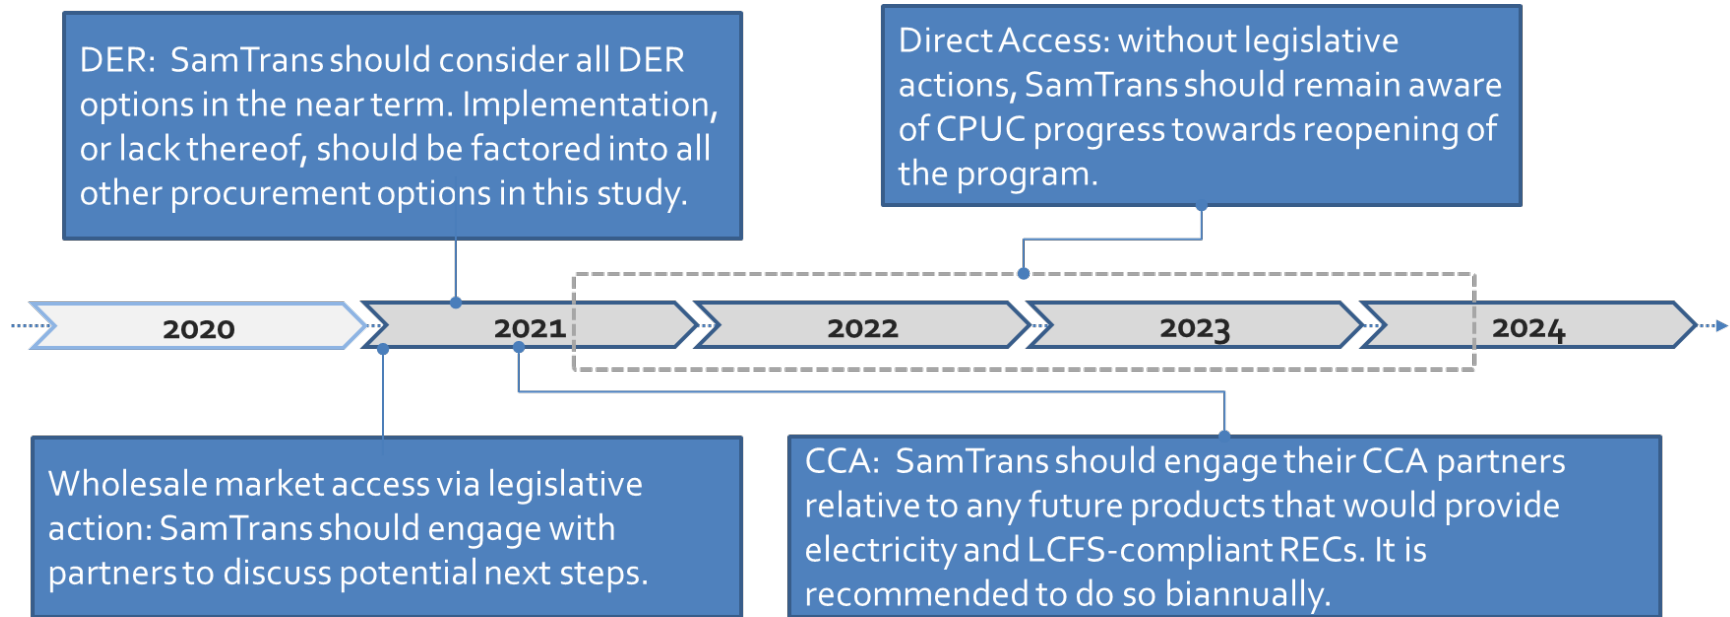 DER: SamTrans should consider all DER
options in the near term. Implementation,
or lack thereof, should be factored into all
other procurement options in this study.
Direct Access: without legislative
actions, SamTrans should remain aware
of CPUC progress towards reopening of
the program.
2020
2021
2022
2023
2024
Wholesale market access via legislative
action: SamTrans should engage with
partners to discuss potential next steps.
CCA: SamTrans should engage their CCA partners
relative to any future products that would provide
electricity and LCFS-compliant RECs. It is
recommended to do so biannually.